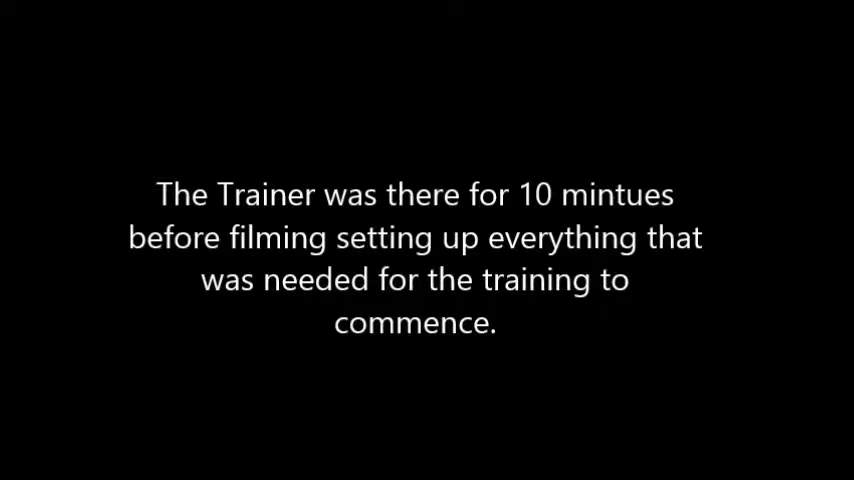 The Trainer was there for 10 mintues
before filming setting up everything that
was needed for the training to
commence.